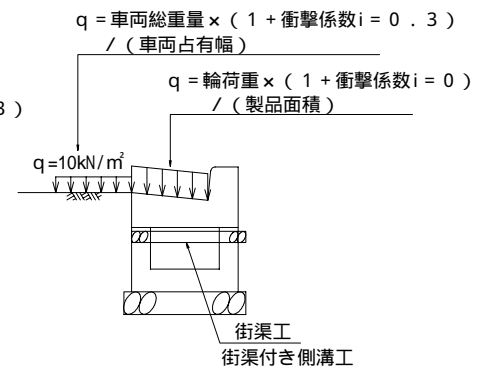 q = 車両総重量 × ( 1 + 衝撃係数 i = 0 . 3 )
/ ( 車両占有幅 )
q = 輪荷重 × ( 1 + 衝撃係数 i = 0 )
/ ( 製品面積 )
3 )
q =10kN/㎡
街渠工
街渠付き側溝工